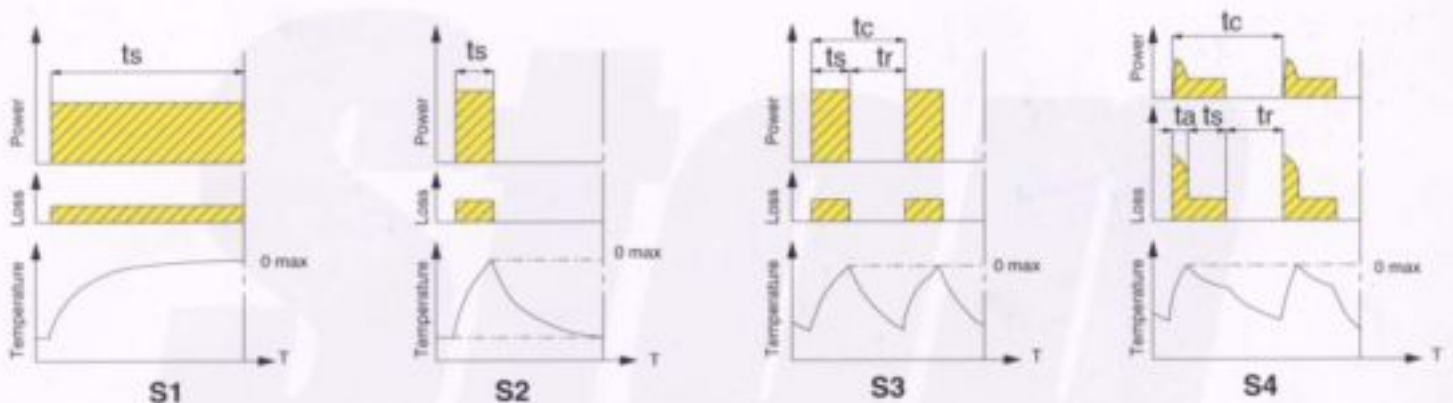 ts
Power
Loss
Temperature
0 max
T
S1
ts
Power
Loss
Temperature
0 max
S2
tc
ts tr
Power
Loss
Temperature
0 max
T
S3
tc
Power
ta ts tr
Loss
Temperature
0 max
T
S4